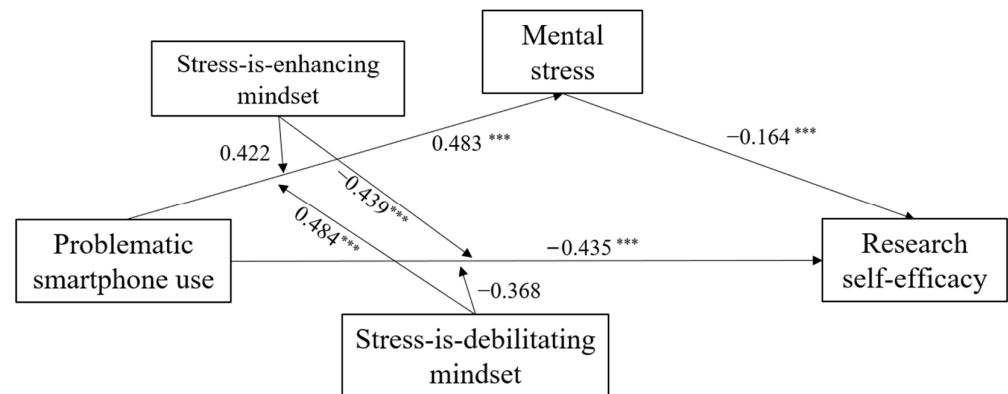 Mental
stress
Stress-is-enhancing
mindset
−0.164 ***
0.483 ***
0.422
−0.439***
0.484***
Problematic
smartphone use
−0.435 ***
Research
self-efficacy
−0.368
Stress-is-debilitating
mindset